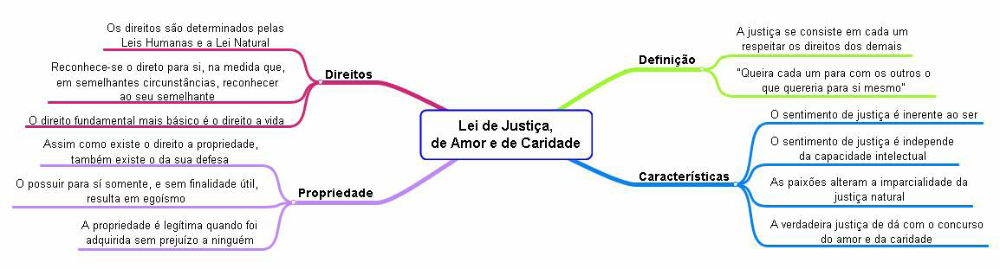 Lei de Justiça,
de Amor e de Caridade
Definição
A justiça se consiste em cada um
respeitar os direitos dos demais
"Queira cada um para com os outros o
que quereria para si mesmo"
Características
O sentimento de justiça é inerente ao ser
O sentimento de justiça é independe
da capacidade intelectual
As paixões alteram a imparcialidade da
justiça natural
A verdadeira justiça de dá com o concurso
do amor e da caridade
Direitos
Os direitos são determinados pelas
Leis Humanas e a Lei Natural
Reconhece-se o direto para si, na medida que,
em semelhantes circunstâncias, reconhecer
ao seu semelhante
O direito fundamental mais básico é o direito a vida
Propriedade
Assim como existe o direito a propriedade,
também existe o da sua defesa
O possuir para sí somente, e sem finalidade útil,
resulta em egoísmo
A propriedade é legítima quando foi
adquirida sem prejuízo a ninguém